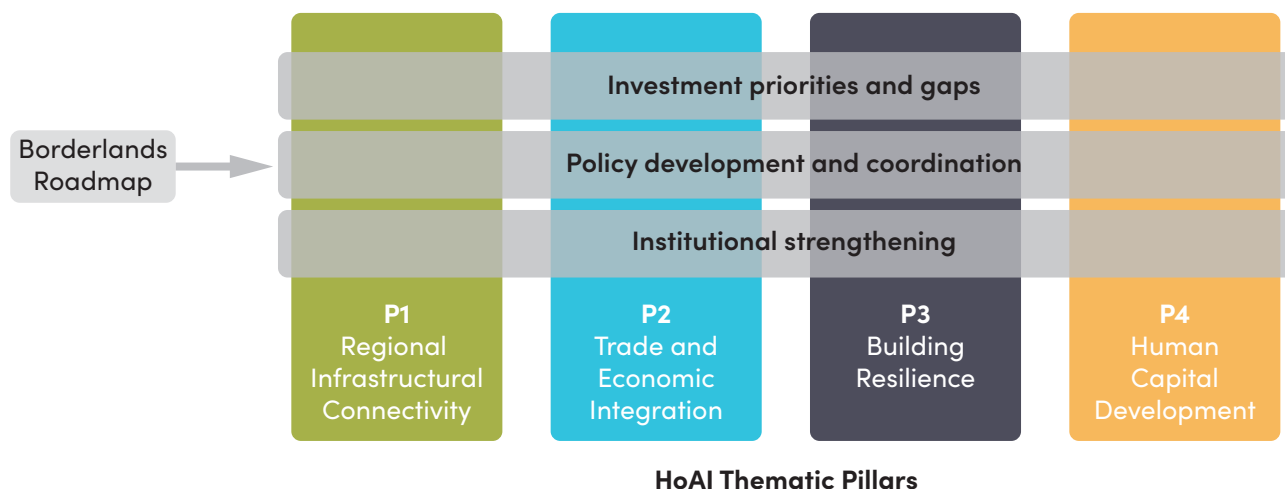 Investment priorities and gaps
Borderlands
Roadmap
Policy development and coordination
Institutional strengthening
P1
Regional
Infrastructural
Connectivity
P2
Trade and
Economic
Integration
P3
Building
Resilience
P4
Human
Capital
Development
HoAI Thematic Pillars